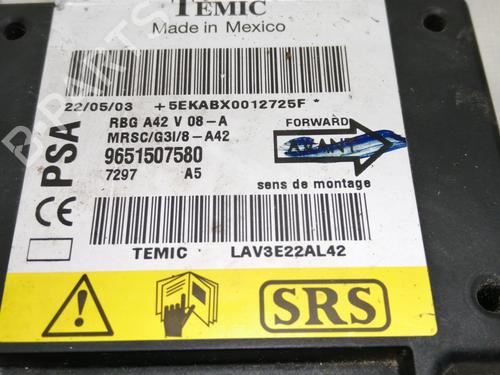 TEMIC
Made in Mexico
22/05/03 +5EKABX0012725F *
PSA
RBG A42 V 08-A
MRSC/G3I/8-A42
9651507580
7297 A5
FORWARD
AVANT
sens de montage
TEMIC LAV3E22AL42
SRS